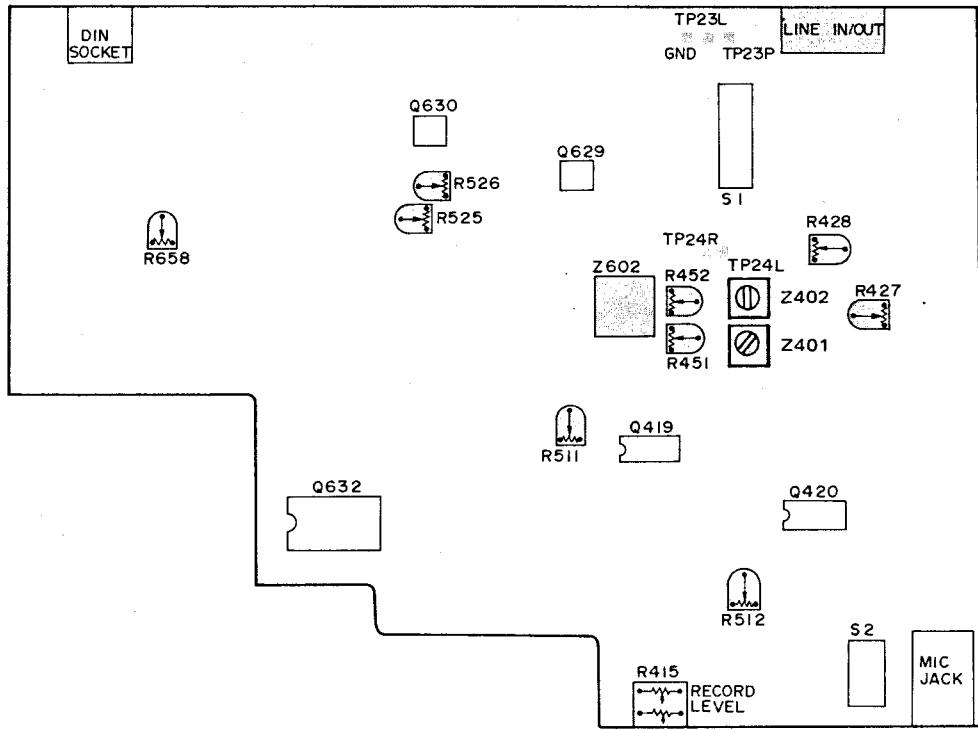 DIN
SOCKET
TP23L
GND
TP23P
LINE IN/OUT
Q630
Q629
S1
R526
R525
R658
R428
TP24R
TP24L
Z602
R452
Z402
R427
R451
Z401
R511
Q419
Q632
Q420
R512
S2
R415
RECORD
LEVEL
MIC
JACK